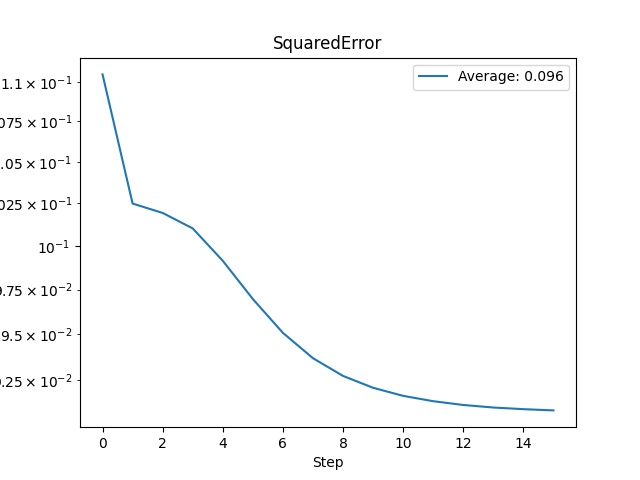 SquaredError
Average: 0.096
1.1 × 10⁻¹
075 × 10⁻¹
.05 × 10⁻¹
025 × 10⁻¹
10⁻¹
9.75 × 10⁻²
9.5 × 10⁻²
.25 × 10⁻²
0 2 4 6 8 10 12 14
Step